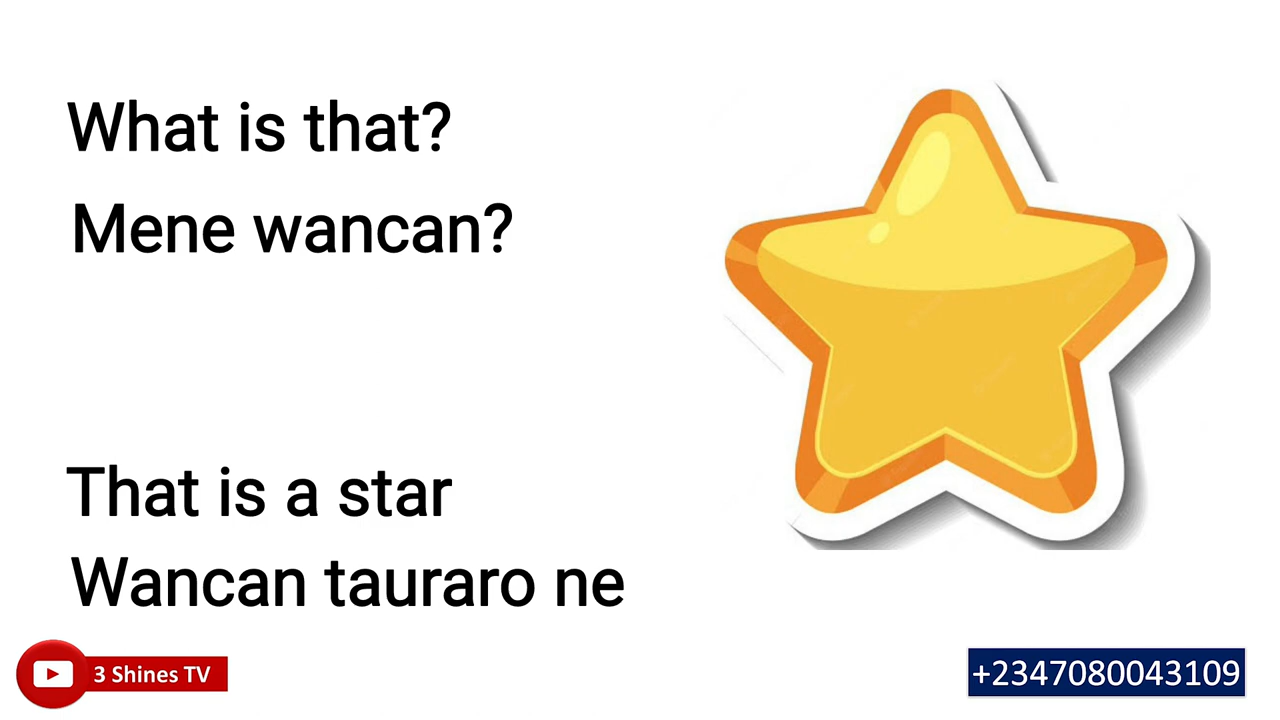 What is that?
Mene wancan?
That is a star
Wancan tauraro ne
3 Shines TV
+2347080043109